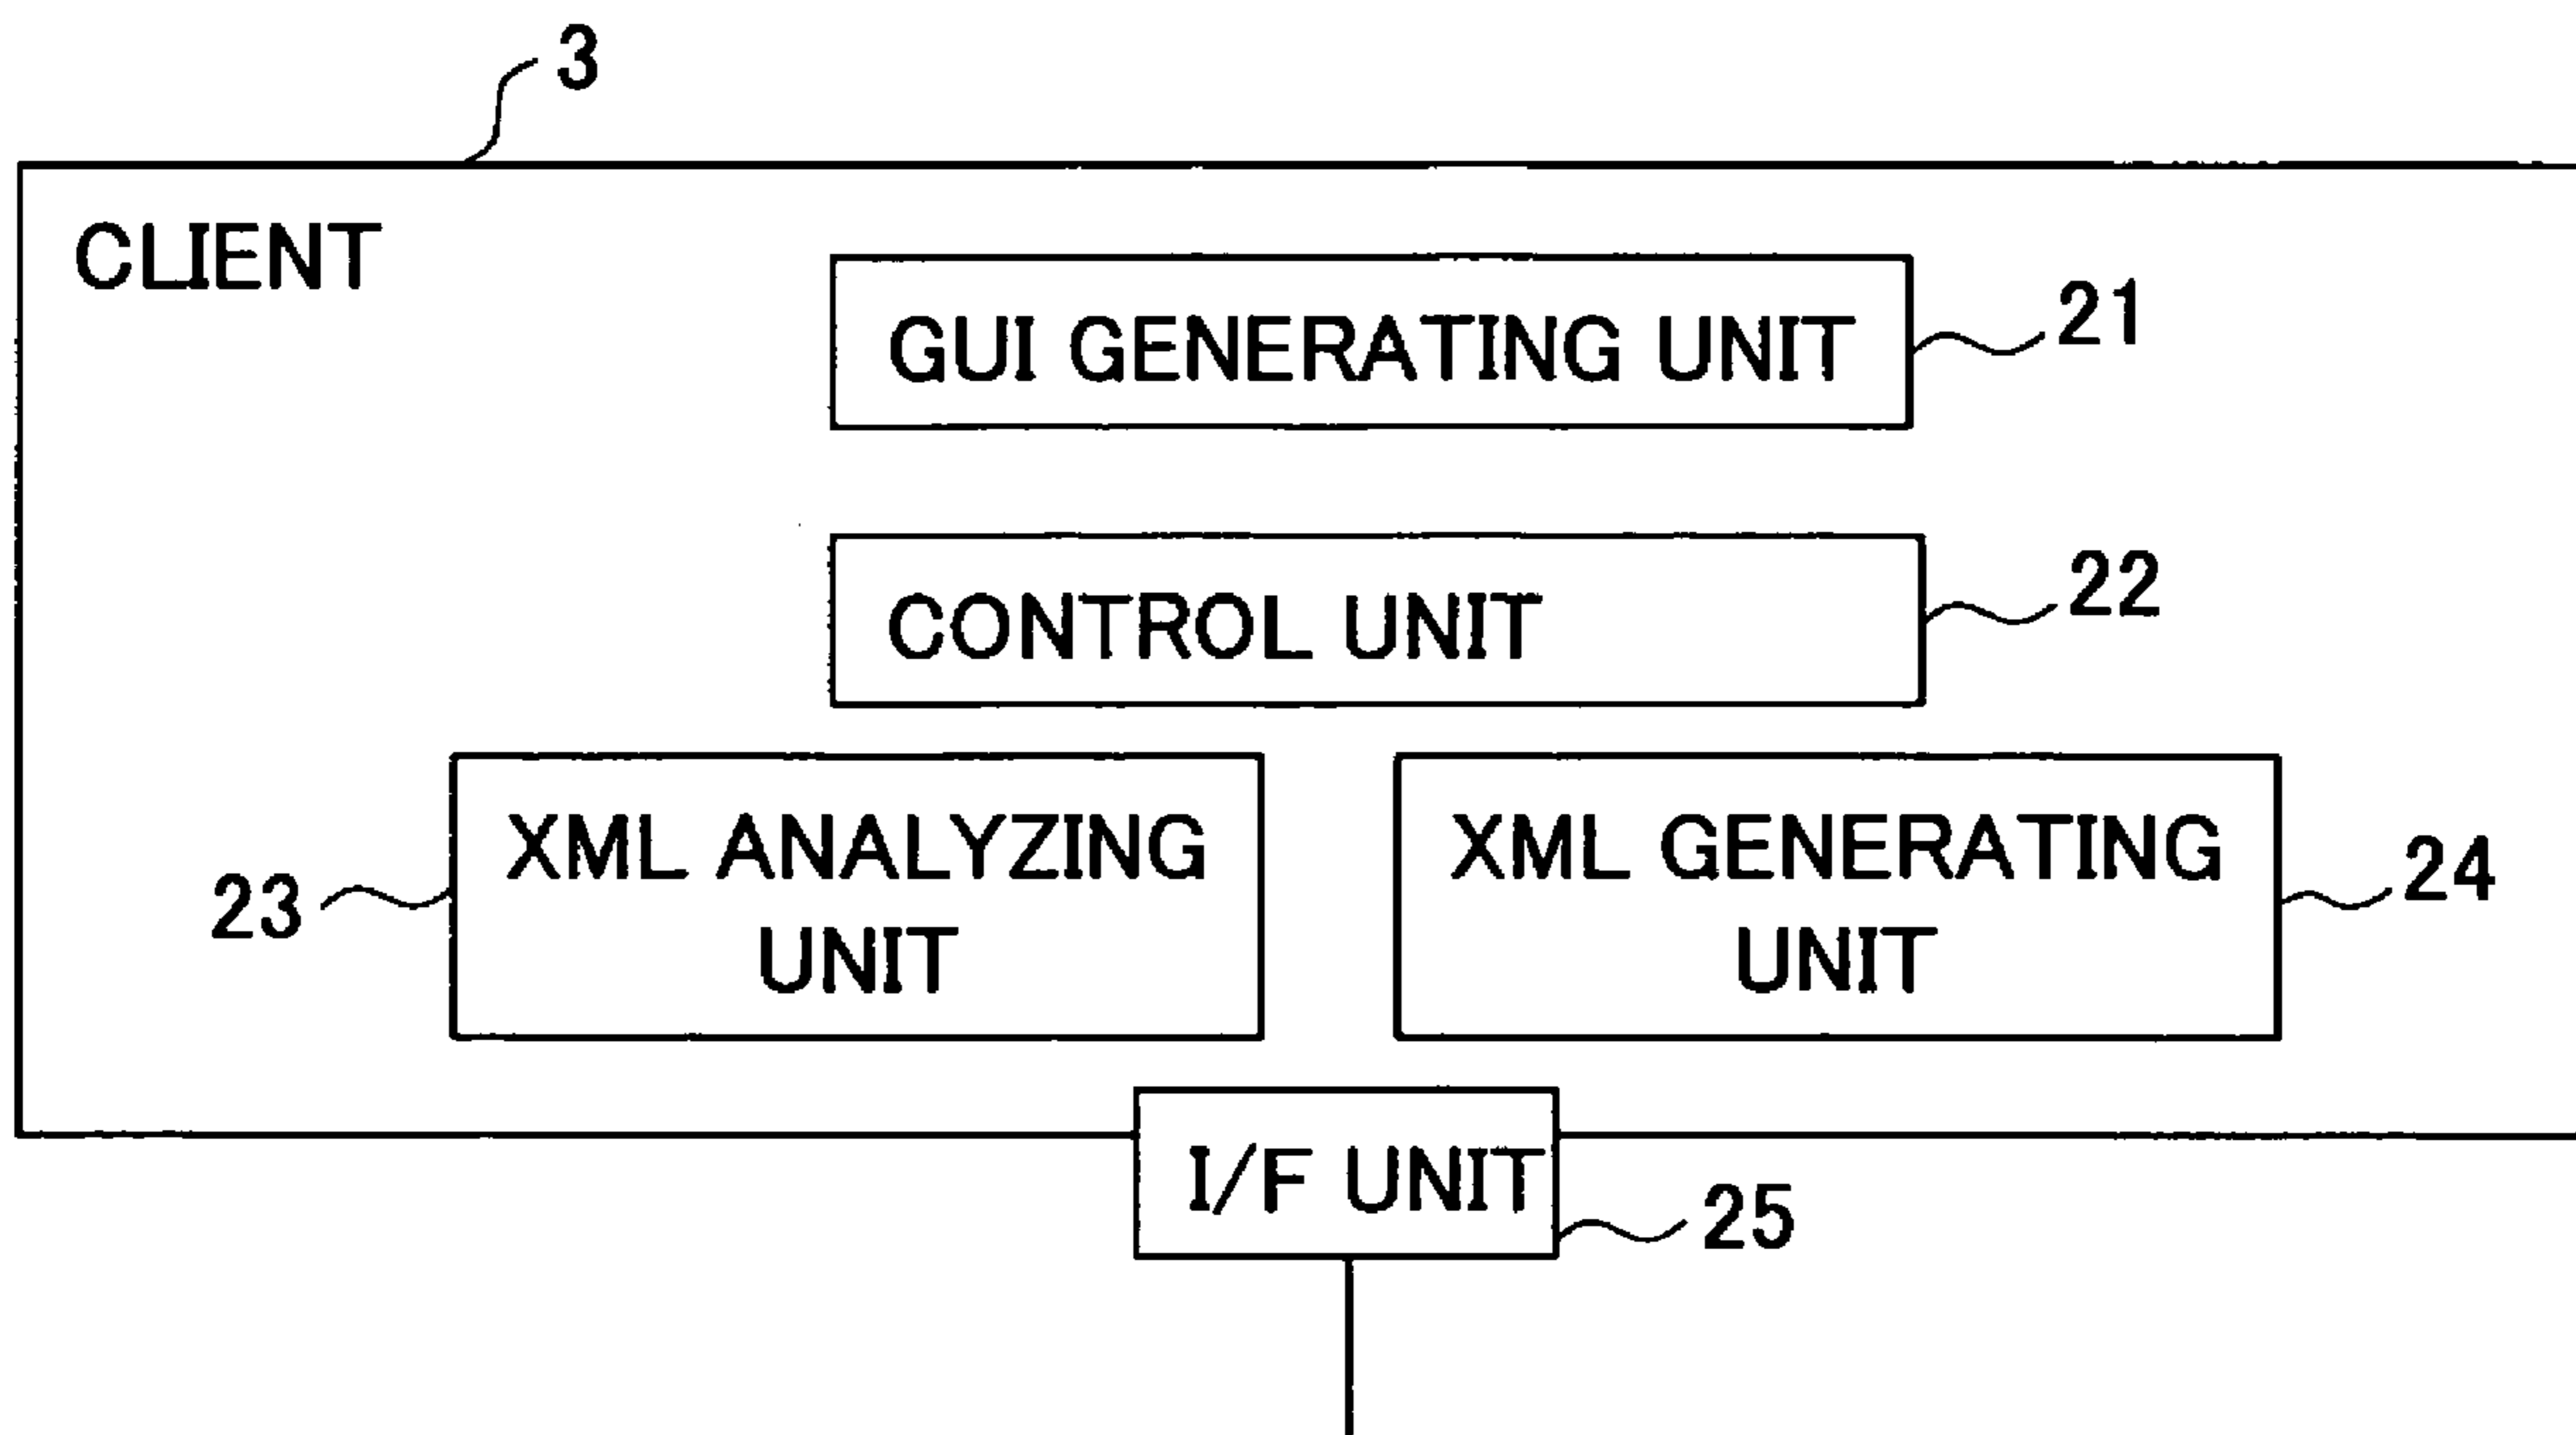 3
CLIENT
GUI GENERATING UNIT
21
CONTROL UNIT
22
XML ANALYZING
UNIT
23
XML GENERATING
UNIT
24
I/F UNIT
25